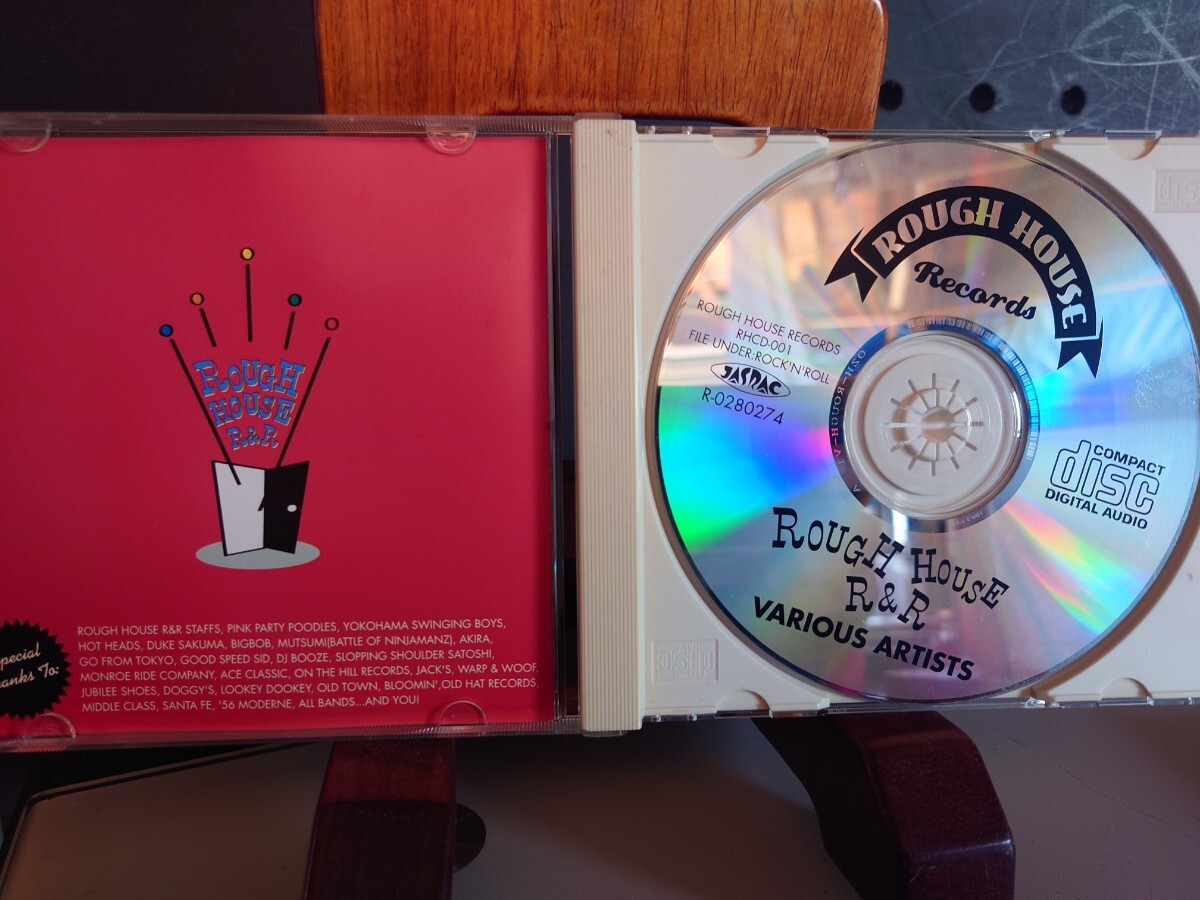 ROUGH
HOUSE
R&R
Special
Thanks To:
ROUGH HOUSE R&R STAFFS, PINK PARTY POODLES, YOKOHAMA SWINGING BOYS,
HOT HEADS, DUKE SAKUMA, BIGBOB, MUTSUMI(BATTLE OF NINJAMANZ), AKIRA,
GO FROM TOKYO, GOOD SPEED SID, DJ BOOZE, SLOPPING SHOULDER SATOSHI,
MONROE RIDE COMPANY, ACE CLASSIC, ON THE HILL RECORDS, JACK'S, WARP & WOOF,
JUBILEE SHOES, DOGGY'S, LOOKEY DOOKEY, OLD TOWN, BLOOMIN',OLD HAT RECORDS,
MIDDLE CLASS, SANTA FE, '56 MODERNE, ALL BANDS...AND YOU!
ROUGH HOUSE
Records
ROUGH HOUSE RECORDS
RHCD-001
FILE UNDER:ROCK'N'ROLL
JASRAC
R-0280274
COMPACT
disc
DIGITAL AUDIO
ROUGH HOUSE
R&R
VARIOUS ARTISTS
disc
disc